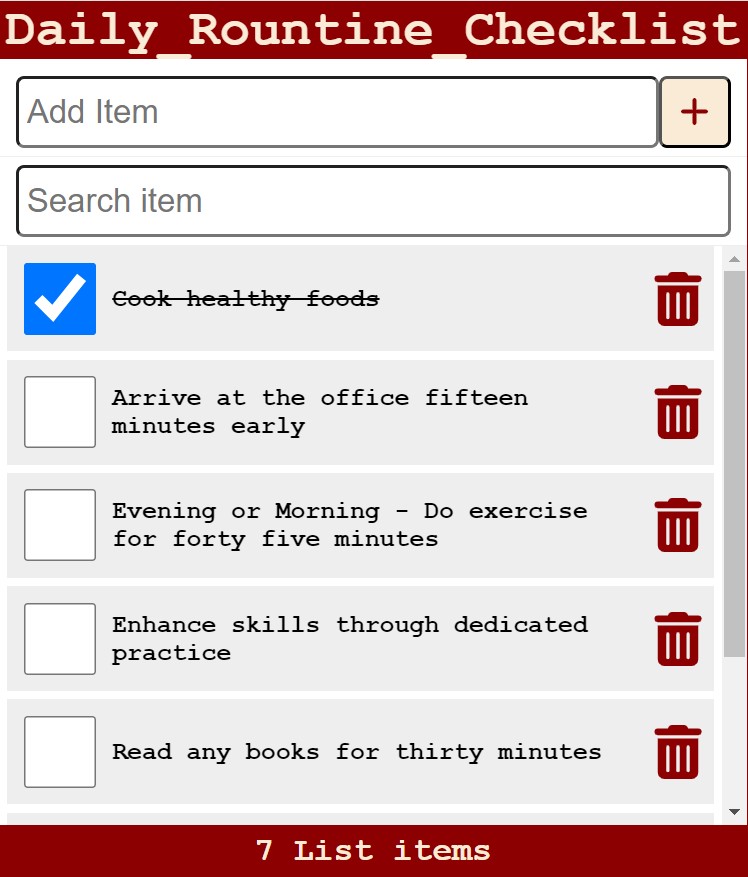 Daily_Rountine_Checklist
Add Item
+
Search item
Cook healthy foods
Arrive at the office fifteen
minutes early
Evening or Morning - Do exercise
for forty five minutes
Enhance skills through dedicated
practice
Read any books for thirty minutes
7 List items